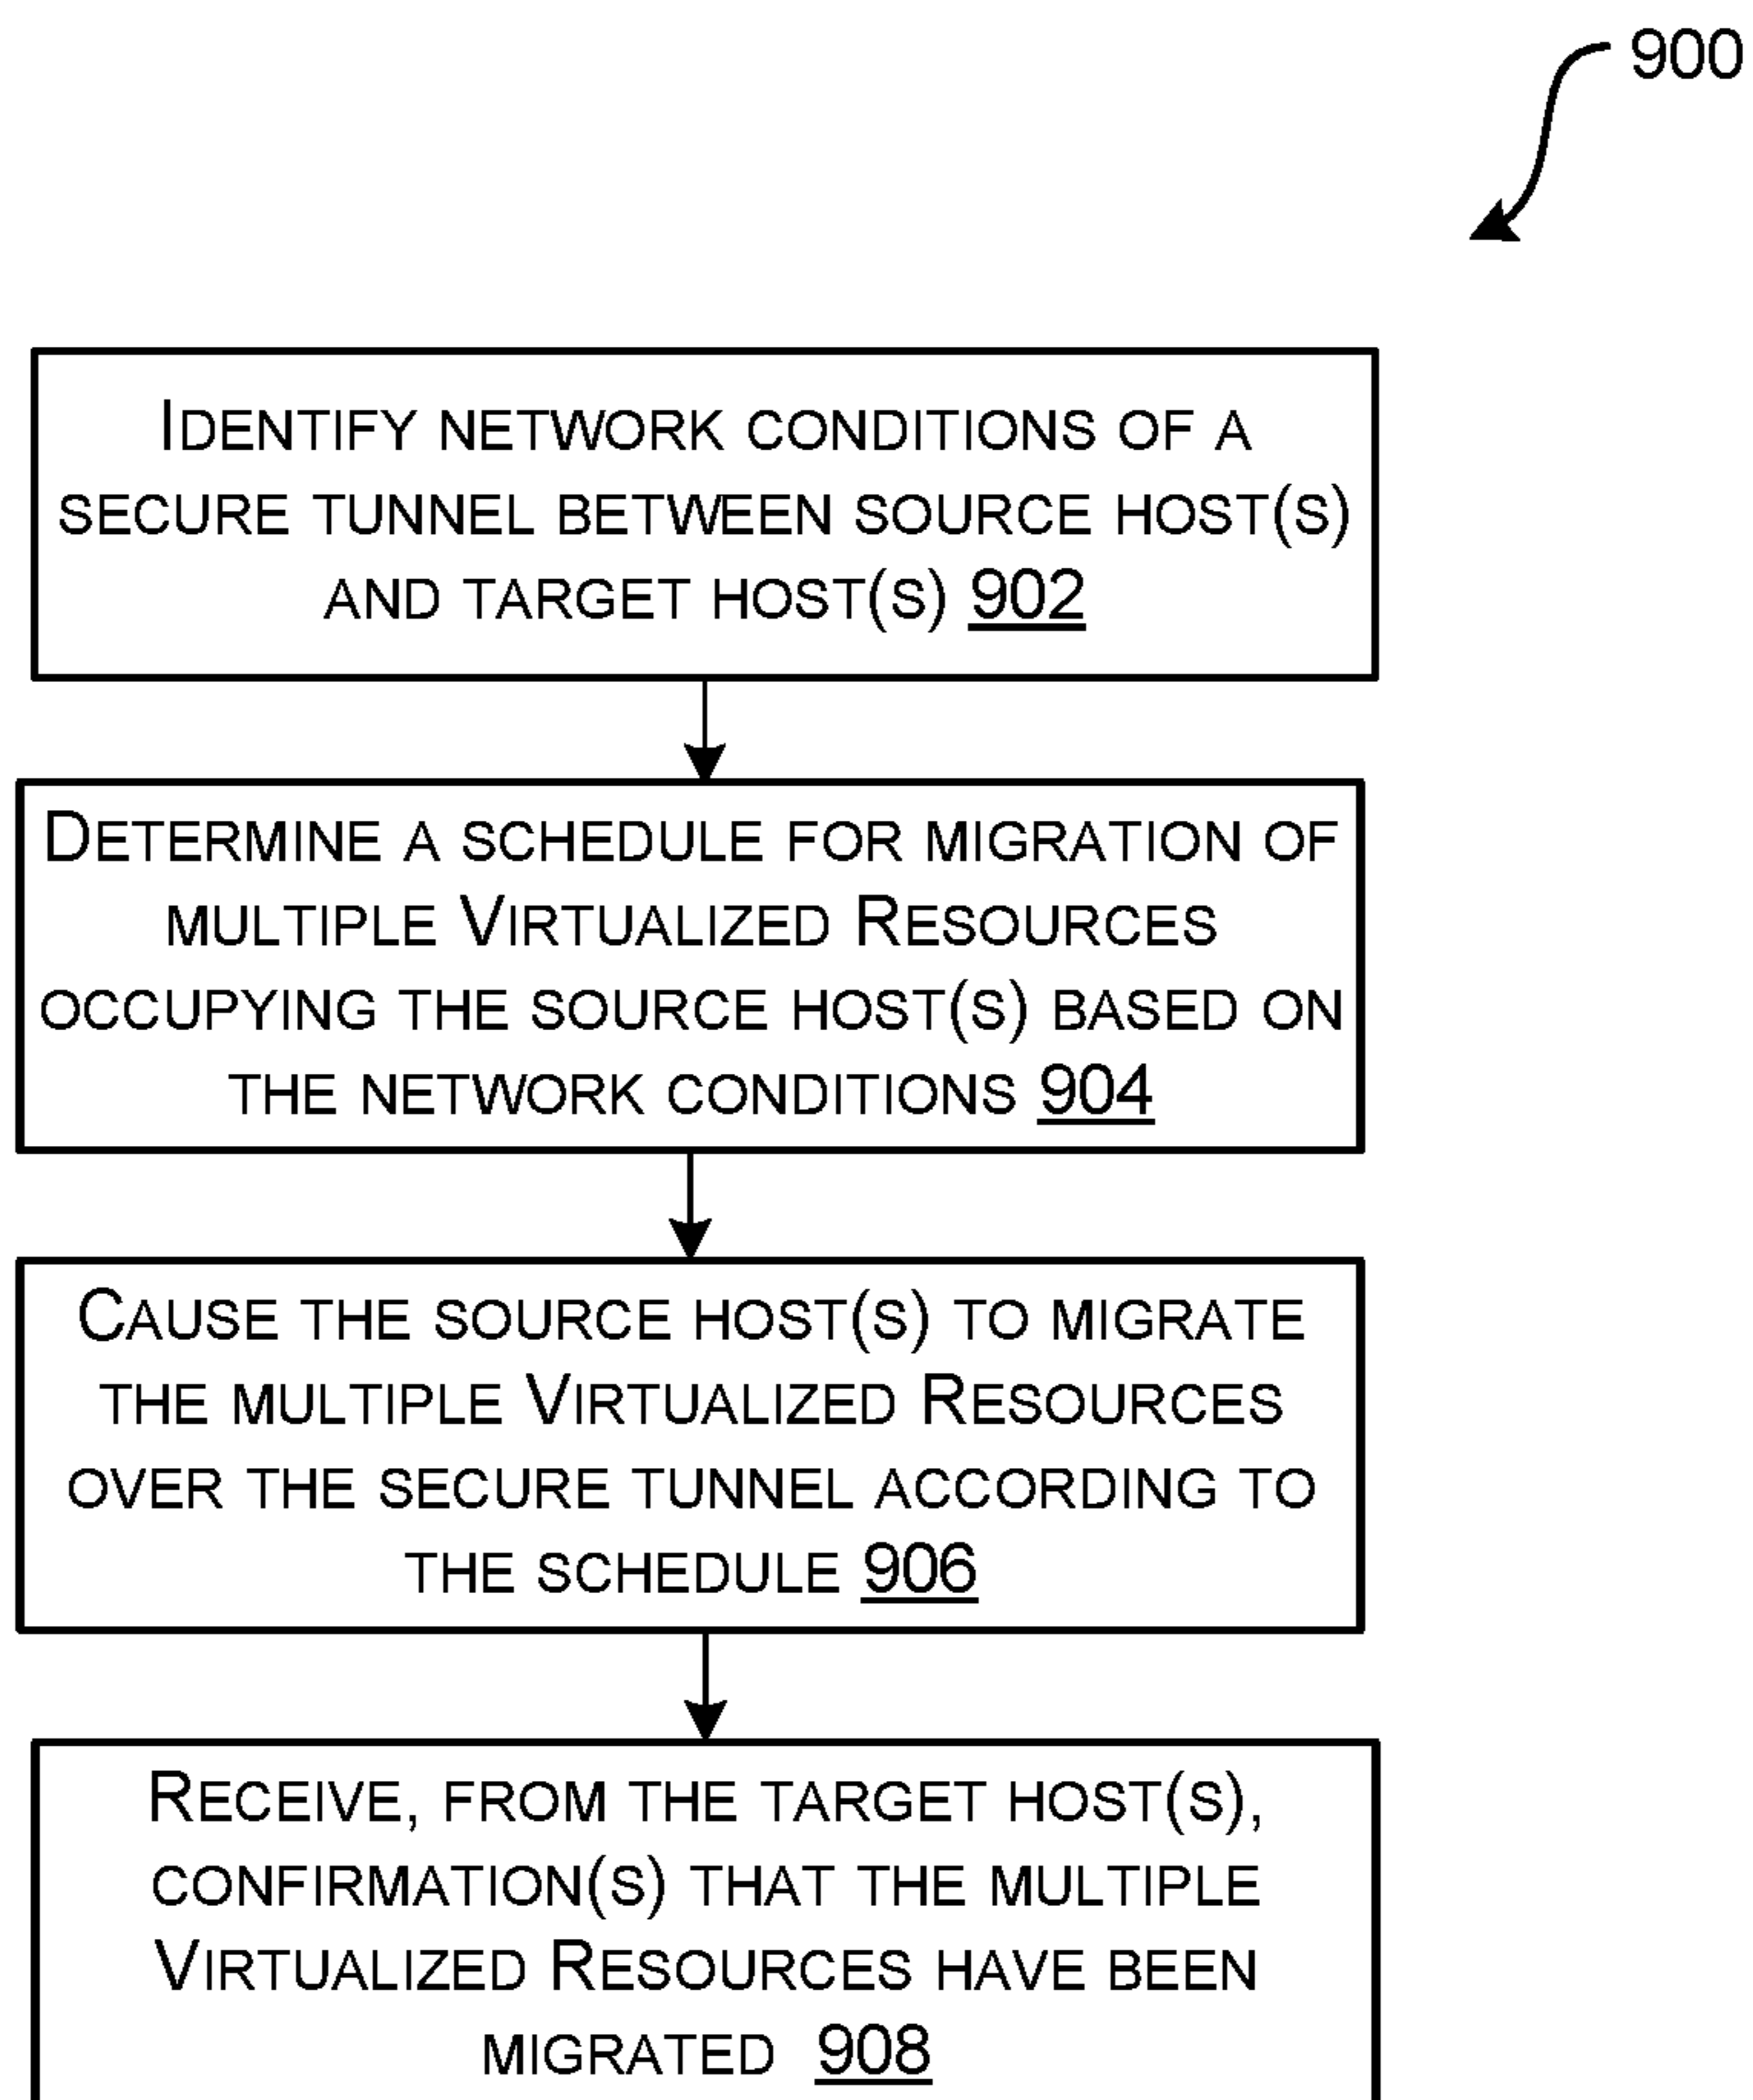 900
Identify network conditions of a
secure tunnel between source host(s)
and target host(s) 902
Determine a schedule for migration of
multiple Virtualized Resources
occupying the source host(s) based on
the network conditions 904
Cause the source host(s) to migrate
the multiple Virtualized Resources
over the secure tunnel according to
the schedule 906
Receive, from the target host(s),
confirmation(s) that the multiple
Virtualized Resources have been
migrated 908